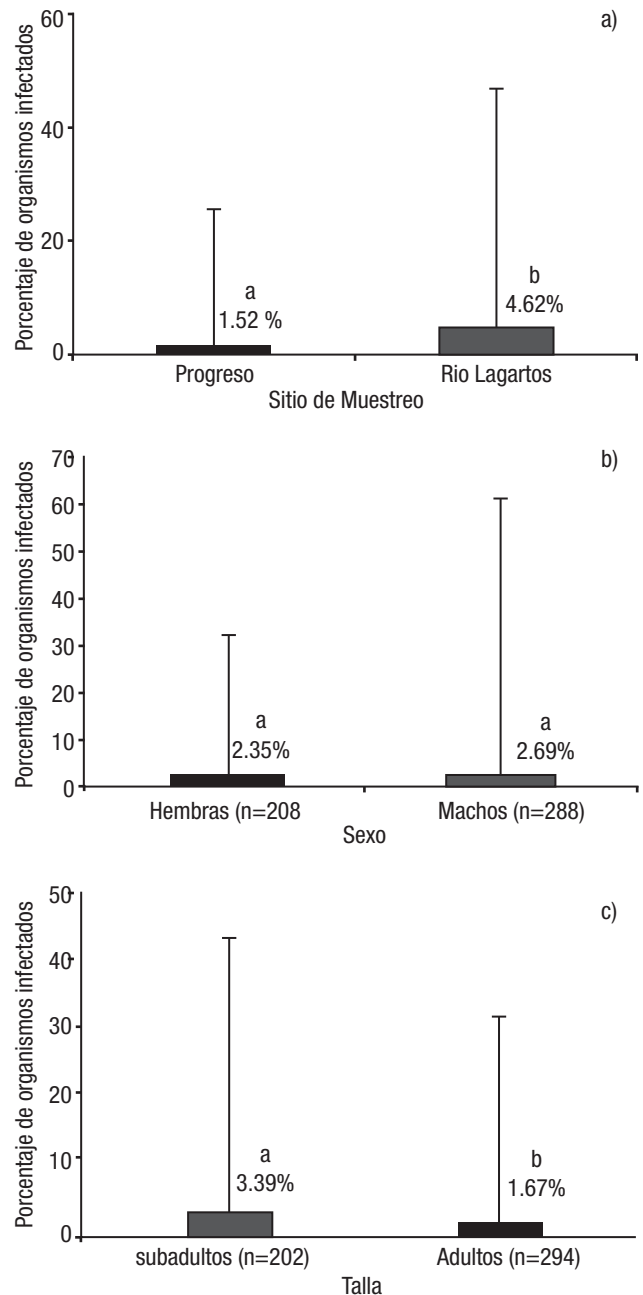 a)
Porcentaje de organismos infectados
60
40
20
0
a
1.52 %
b
4.62%
Progreso
Rio Lagartos
Sitio de Muestreo
b)
Porcentaje de organismos infectados
70
60
50
40
30
20
10
0
a
2.35%
a
2.69%
Hembras (n=208
Machos (n=288)
Sexo
c)
Porcentaje de organismos infectados
50
40
30
20
10
0
a
3.39%
b
1.67%
subadultos (n=202)
Adultos (n=294)
Talla